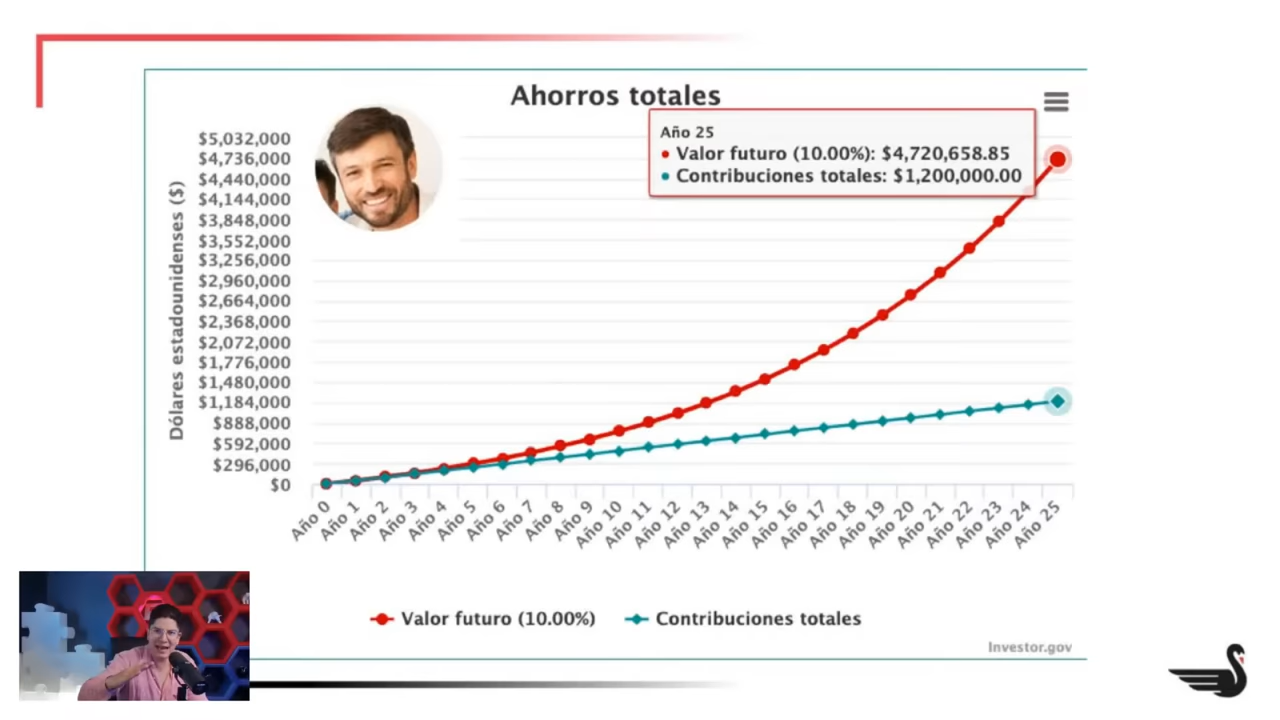 Ahorros totales
Año 25
Valor futuro (10.00%): $4,720,658.85
Contribuciones totales: $1,200,000.00
Dólares estadounidenses ($)
$5,032,000
$4,736,000
$4,440,000
$4,144,000
$3,848,000
$3,552,000
$3,256,000
$2,960,000
$2,664,000
$2,368,000
$2,072,000
$1,776,000
$1,480,000
$1,184,000
$888,000
$592,000
$296,000
$0
Año 0
Año 1
Año 2
Año 3
Año 4
Año 5
Año 6
Año 7
Año 8
Año 9
Año 10
Año 11
Año 12
Año 13
Año 14
Año 15
Año 16
Año 17
Año 18
Año 19
Año 20
Año 21
Año 22
Año 23
Año 24
Año 25
Valor futuro (10.00%)
Contribuciones totales
Investor.gov